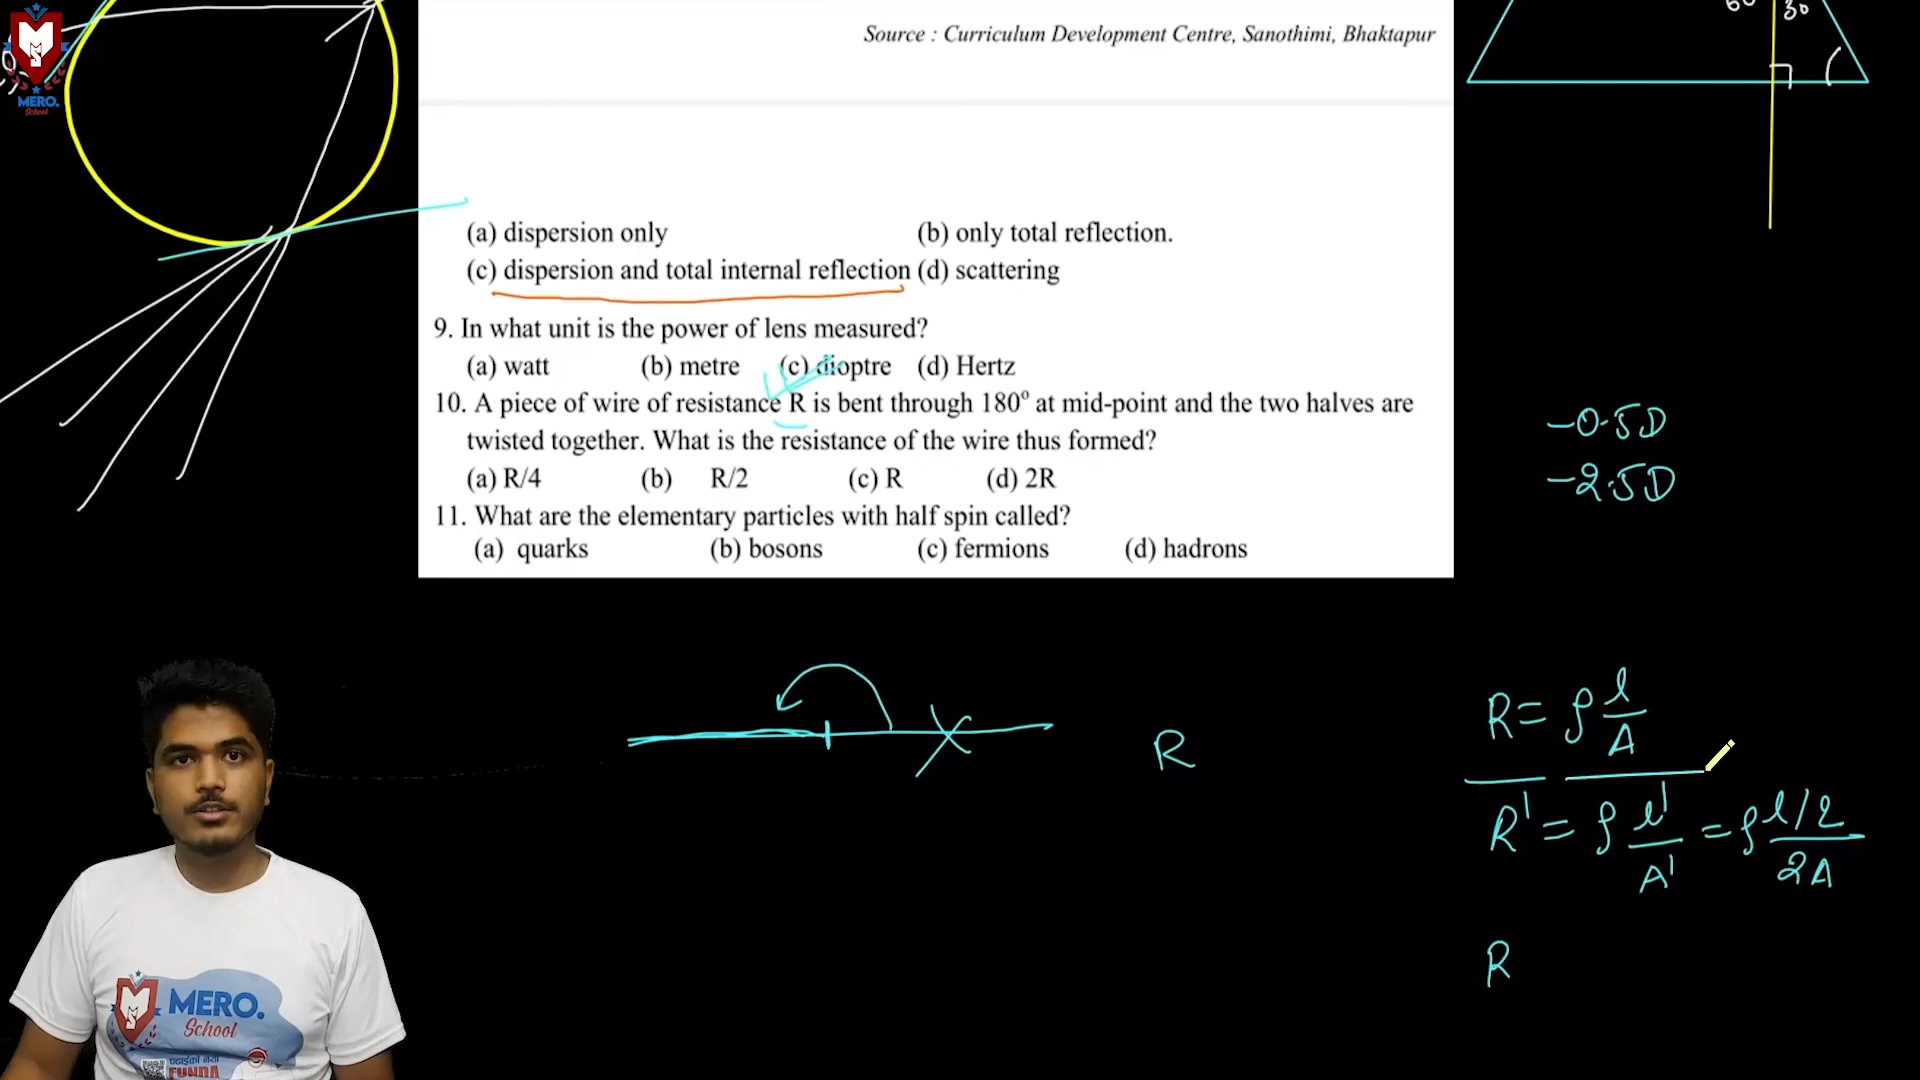 MERO.
School
Source : Curriculum Development Centre, Sanothimi, Bhaktapur
30
(a) dispersion only (b) only total reflection.
(c) dispersion and total internal reflection (d) scattering
9. In what unit is the power of lens measured?
(a) watt (b) metre (c) dioptre (d) Hertz
10. A piece of wire of resistance R is bent through 180° at mid-point and the two halves are
twisted together. What is the resistance of the wire thus formed?
(a) R/4 (b) R/2 (c) R (d) 2R
11. What are the elementary particles with half spin called?
(a) quarks (b) bosons (c) fermions (d) hadrons
-0.5D
-2.5D
R
R = ρ l/A
R' = ρ l'/A' = ρ l/2 / 2A
R
MERO.
School
FUNDA